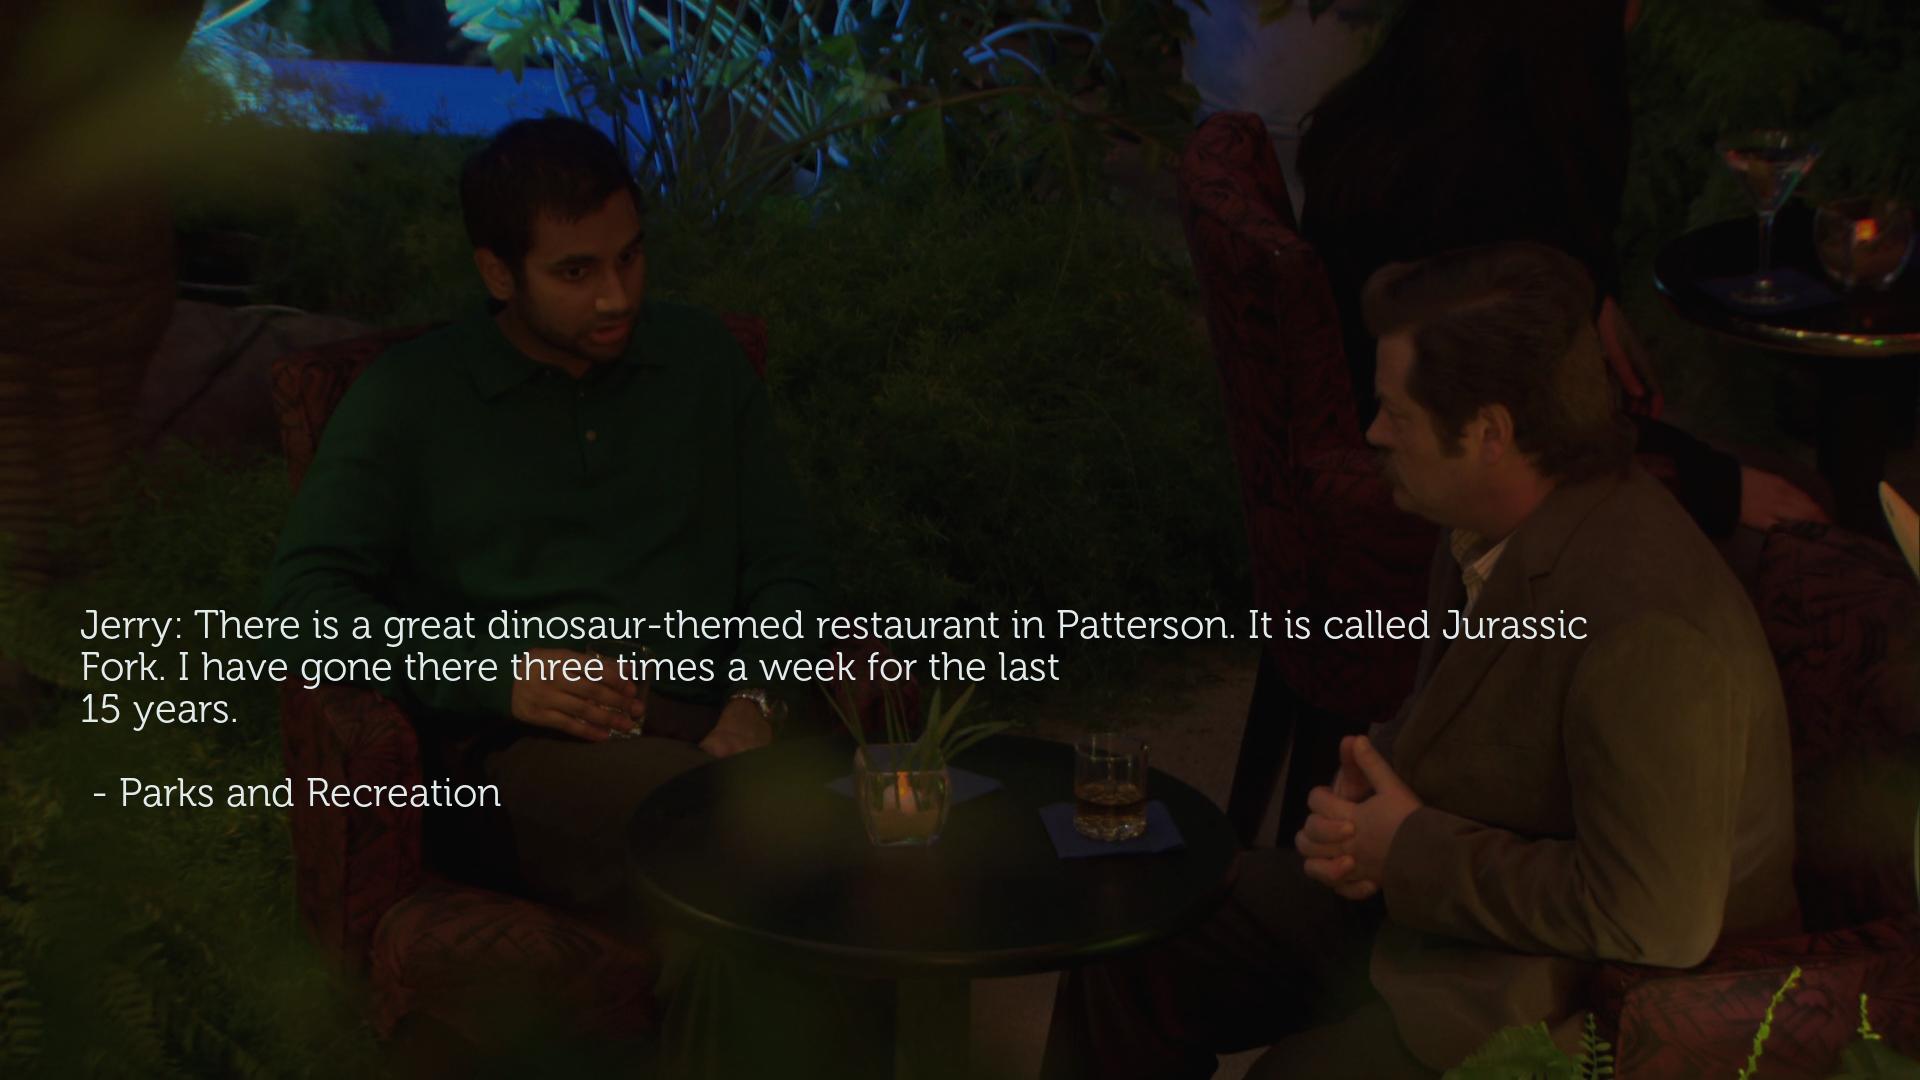 Jerry: There is a great dinosaur-themed restaurant in Patterson. It is called Jurassic
Fork. I have gone there three times a week for the last
15 years.
- Parks and Recreation